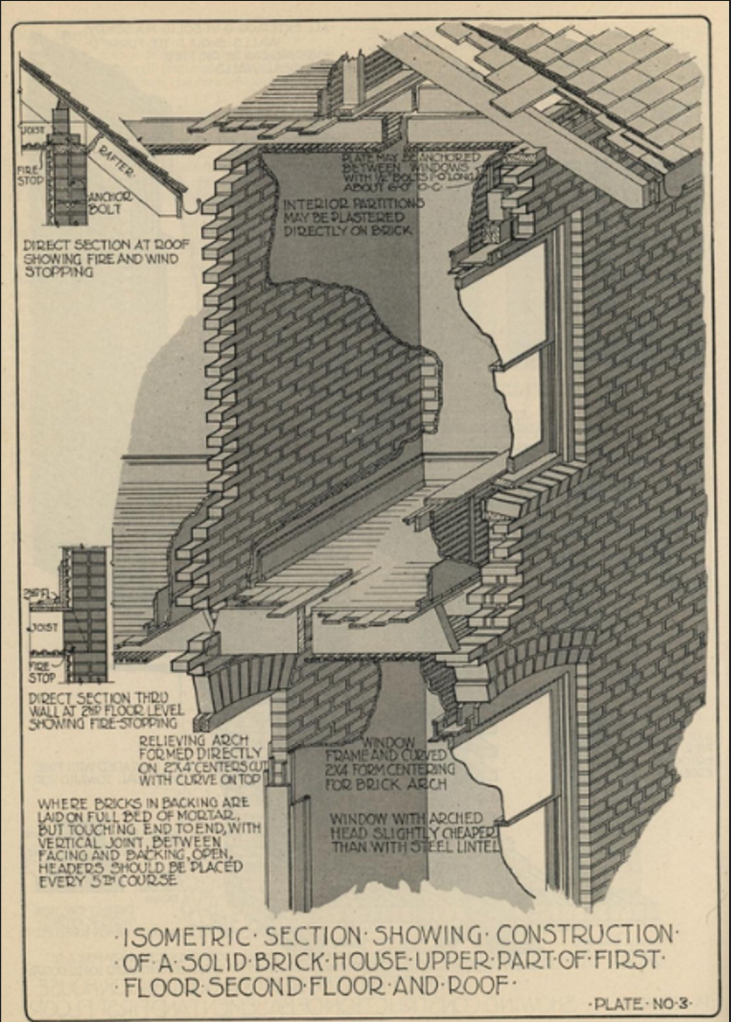 JOIST
RAFTER
FIRE
STOP
ANCHOR
BOLT
DIRECT SECTION AT ROOF
SHOWING FIRE AND WIND
STOPPING
PLATE MAY BE ANCHORED
BETWEEN WINDOWS
WITH BOLTS LONG
ABOUT 6'-0" O-C
INTERIOR PARTITIONS
MAY BE PLASTERED
DIRECTLY ON BRICK
2ND FL
JOIST
FIRE
STOP
DIRECT SECTION THRU
WALL AT 2ND FLOOR LEVEL
SHOWING FIRE-STOPPING
RELIEVING ARCH
FORMED DIRECTLY
ON 2"X4" CENTERS CUT
WITH CURVE ON TOP
WINDOW
FRAME AND CURVED
2X4 FORM CENTERING
FOR BRICK ARCH
WINDOW WITH ARCHED
HEAD SLIGHTLY CHEAPER
THAN WITH STEEL LINTEL
WHERE BRICKS IN BACKING ARE
LAID ON FULL BED OF MORTAR,
BUT TOUCHING END TO END, WITH
VERTICAL JOINT, BETWEEN
FACING AND BACKING, OPEN,
HEADERS SHOULD BE PLACED
EVERY 5TH COURSE
·ISOMETRIC·SECTION·SHOWING·CONSTRUCTION·
·OF·A·SOLID·BRICK·HOUSE·UPPER·PART·OF·FIRST·
·FLOOR·SECOND·FLOOR·AND·ROOF·
·PLATE·NO·3·